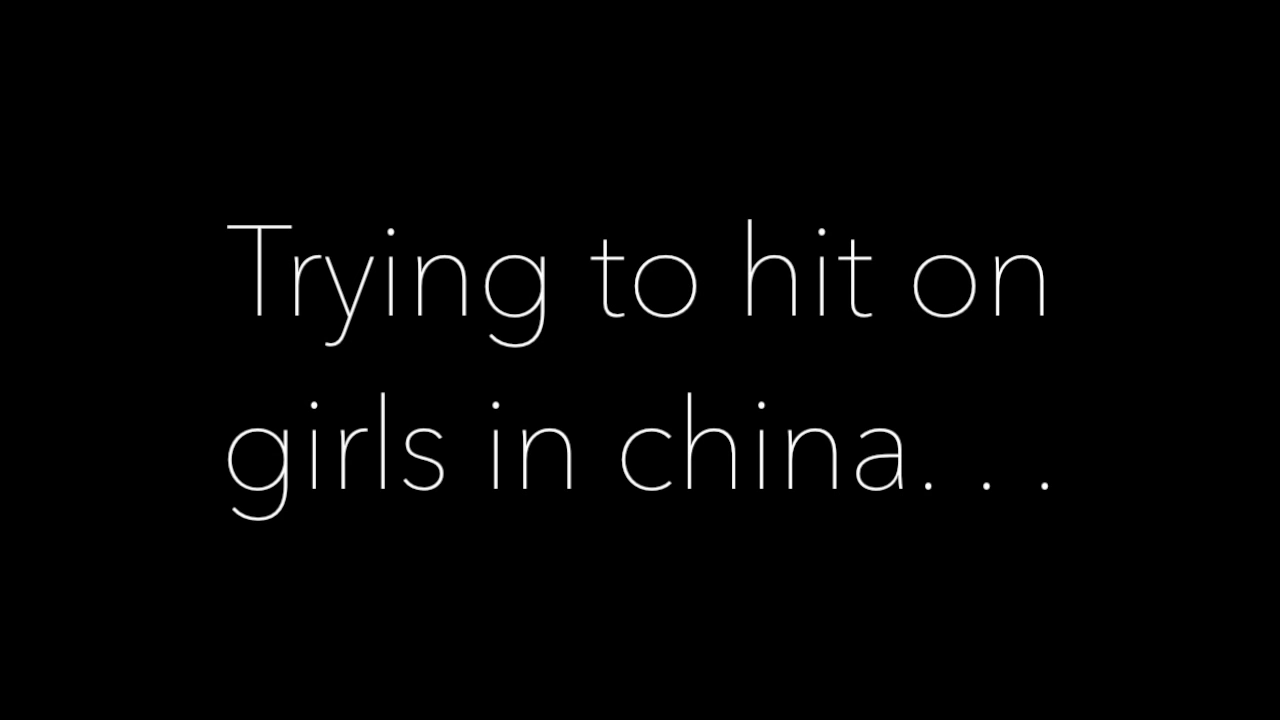 Trying to hit on
girls in china. . .